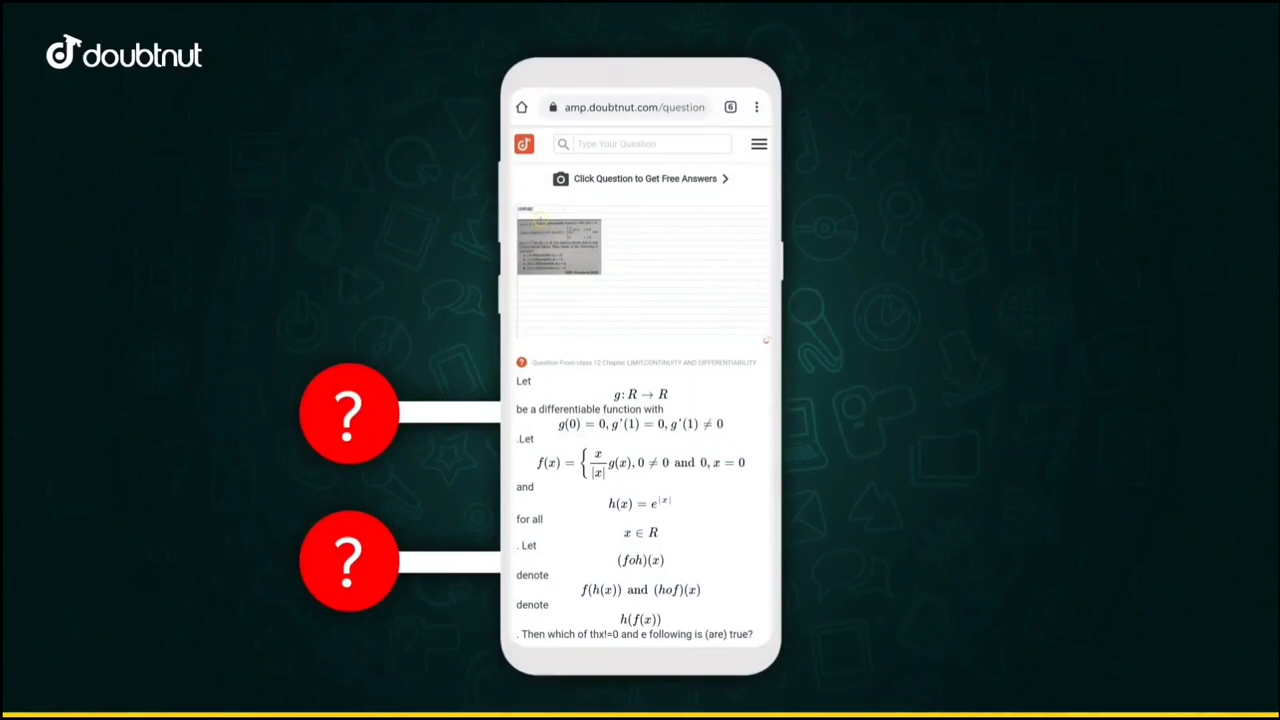 doubtnut
amp.doubtnut.com/question
6
Type Your Question
Click Question to Get Free Answers
Question From class 12 Chapter LIMIT,CONTINUITY AND DIFFERENTIABILITY
Let
g: R → R
be a differentiable function with
g(0) = 0, g'(1) = 0, g'(1) ≠ 0
.Let
f(x) = { x/|x| g(x), 0 ≠ 0 and 0, x = 0
and
h(x) = e^|x|
for all
x ∈ R
. Let
(foh)(x)
denote
f(h(x)) and (hof)(x)
denote
h(f(x))
. Then which of thx!=0 and e following is (are) true?
?
?